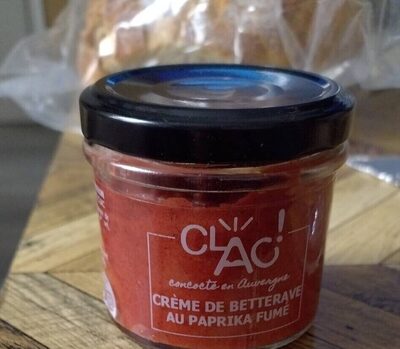 CLAC!
concocté en Auvergne
CRÈME DE BETTERAVE
AU PAPRIKA FUMÉ